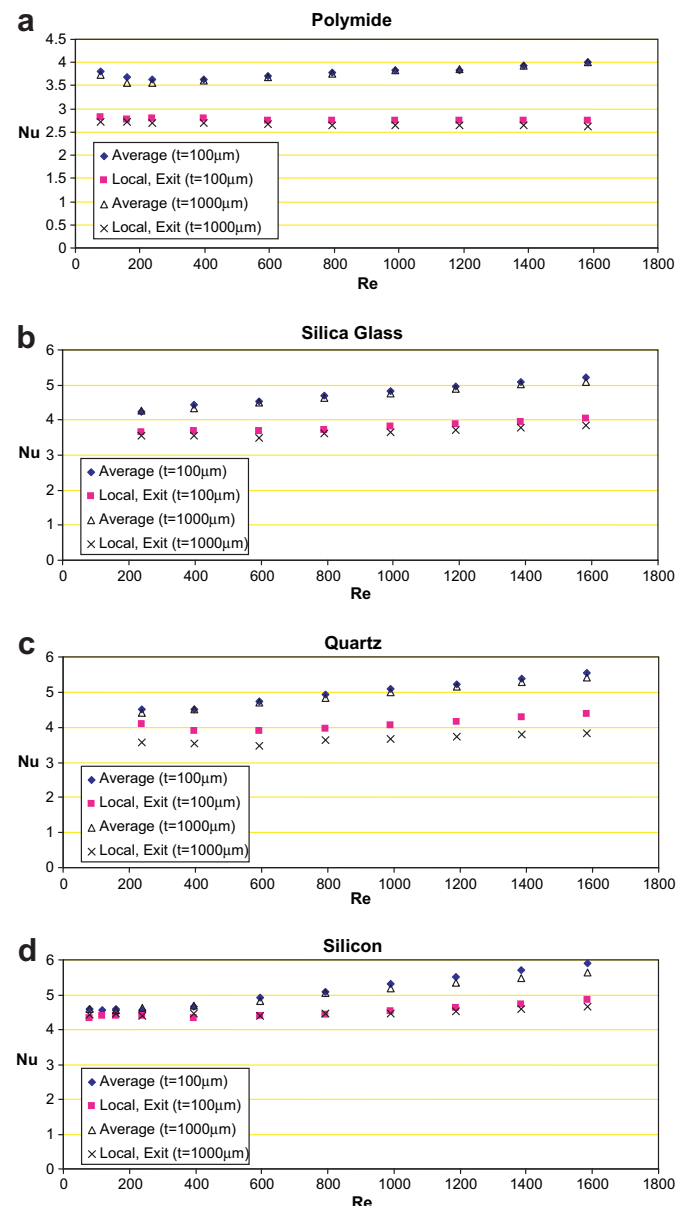 a
Polymide
4.5
4
3.5
3
Nu 2.5
2
1.5
1
0.5
0
Average (t=100μm)
Local, Exit (t=100μm)
Average (t=1000μm)
Local, Exit (t=1000μm)
0 200 400 600 800 1000 1200 1400 1600 1800
Re
b
Silica Glass
6
5
4
Nu 3
2
1
0
Average (t=100μm)
Local, Exit (t=100μm)
Average (t=1000μm)
Local, Exit (t=1000μm)
0 200 400 600 800 1000 1200 1400 1600 1800
Re
c
Quartz
6
5
4
Nu 3
2
1
0
Average (t=100μm)
Local, Exit (t=100μm)
Average (t=1000μm)
Local, Exit (t=1000μm)
0 200 400 600 800 1000 1200 1400 1600 1800
Re
d
Silicon
6
5
4
Nu 3
2
1
0
Average (t=100μm)
Local, Exit (t=100μm)
Average (t=1000μm)
Local, Exit (t=1000μm)
0 200 400 600 800 1000 1200 1400 1600 1800
Re